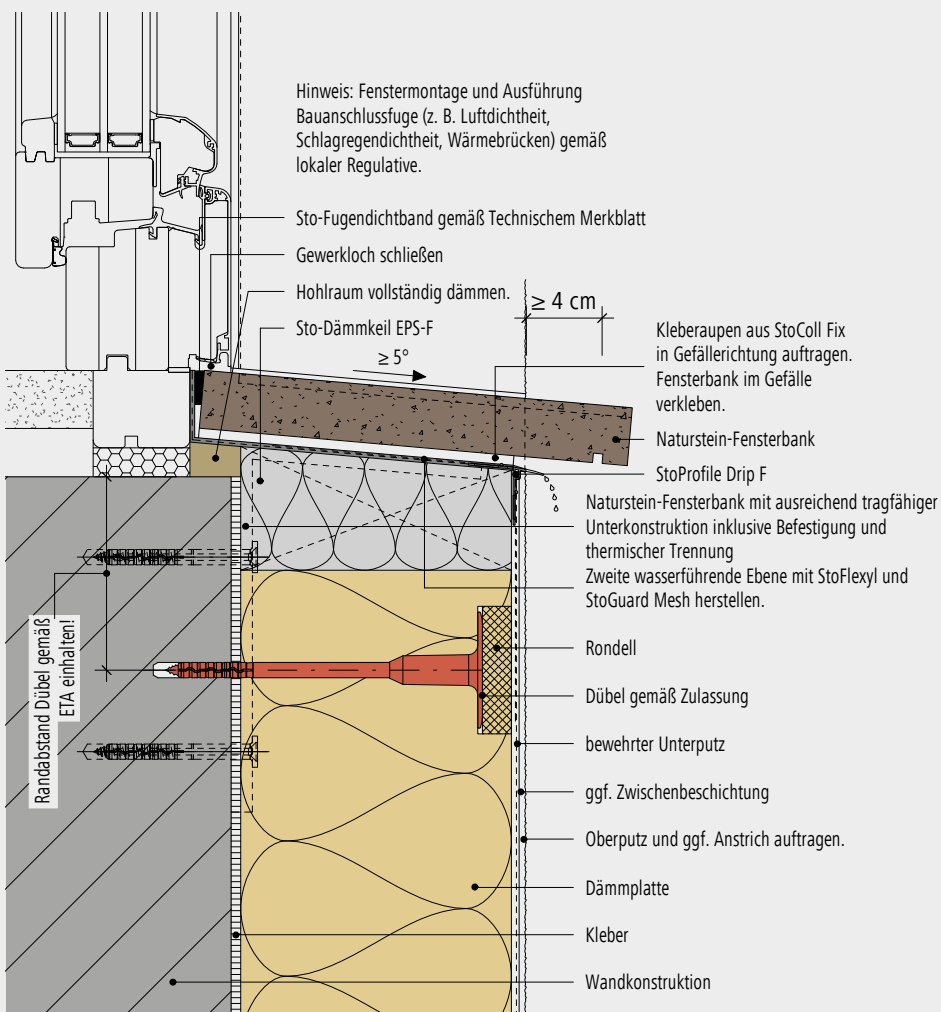 Hinweis: Fenstermontage und Ausführung
Bauanschlussfuge (z. B. Luftdichtheit,
Schlagregendichtheit, Wärmebrücken) gemäß
lokaler Regulative.
Sto-Fugendichtband gemäß Technischem Merkblatt
Gewerkloch schließen
Hohlraum vollständig dämmen.
Sto-Dämmkeil EPS-F
≥ 5°
≥ 4 cm
Kleberaupen aus StoColl Fix
in Gefällerichtung auftragen.
Fensterbank im Gefälle
verkleben.
Naturstein-Fensterbank
StoProfile Drip F
Naturstein-Fensterbank mit ausreichend tragfähiger
Unterkonstruktion inklusive Befestigung und
thermischer Trennung
Zweite wasserführende Ebene mit StoFlexyl und
StoGuard Mesh herstellen.
Rondell
Dübel gemäß Zulassung
bewehrter Unterputz
ggf. Zwischenbeschichtung
Oberputz und ggf. Anstrich auftragen.
Dämmplatte
Kleber
Wandkonstruktion
Randabstand Dübel gemäß
ETA einhalten!